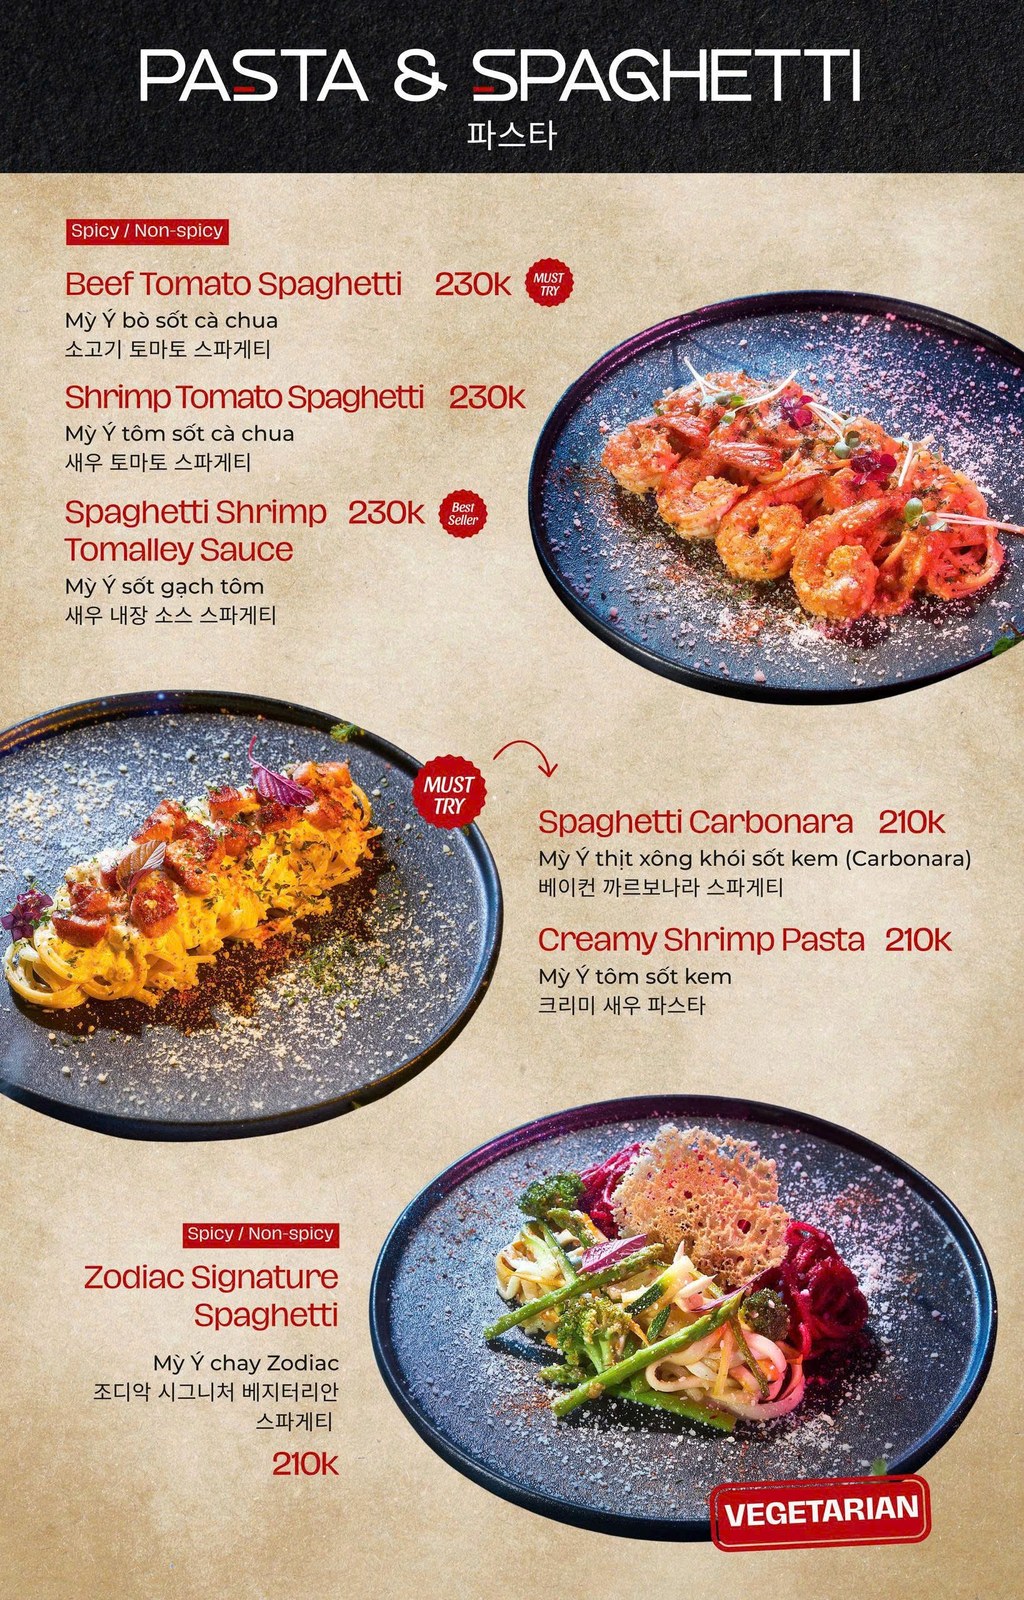 PASTA & SPAGHETTI
파스타
Spicy / Non-spicy
Beef Tomato Spaghetti 230k
MUST
TRY
Mỳ Ý bò sốt cà chua
소고기 토마토 스파게티
Shrimp Tomato Spaghetti 230k
Mỳ Ý tôm sốt cà chua
새우 토마토 스파게티
Spaghetti Shrimp 230k
Tomalley Sauce
Best
Seller
Mỳ Ý sốt gạch tôm
새우 내장 소스 스파게티
MUST
TRY
Spaghetti Carbonara 210k
Mỳ Ý thịt xông khói sốt kem (Carbonara)
베이컨 까르보나라 스파게티
Creamy Shrimp Pasta 210k
Mỳ Ý tôm sốt kem
크리미 새우 파스타
Spicy / Non-spicy
Zodiac Signature
Spaghetti
Mỳ Ý chay Zodiac
조디악 시그니처 베지터리안
스파게티
210k
VEGETARIAN